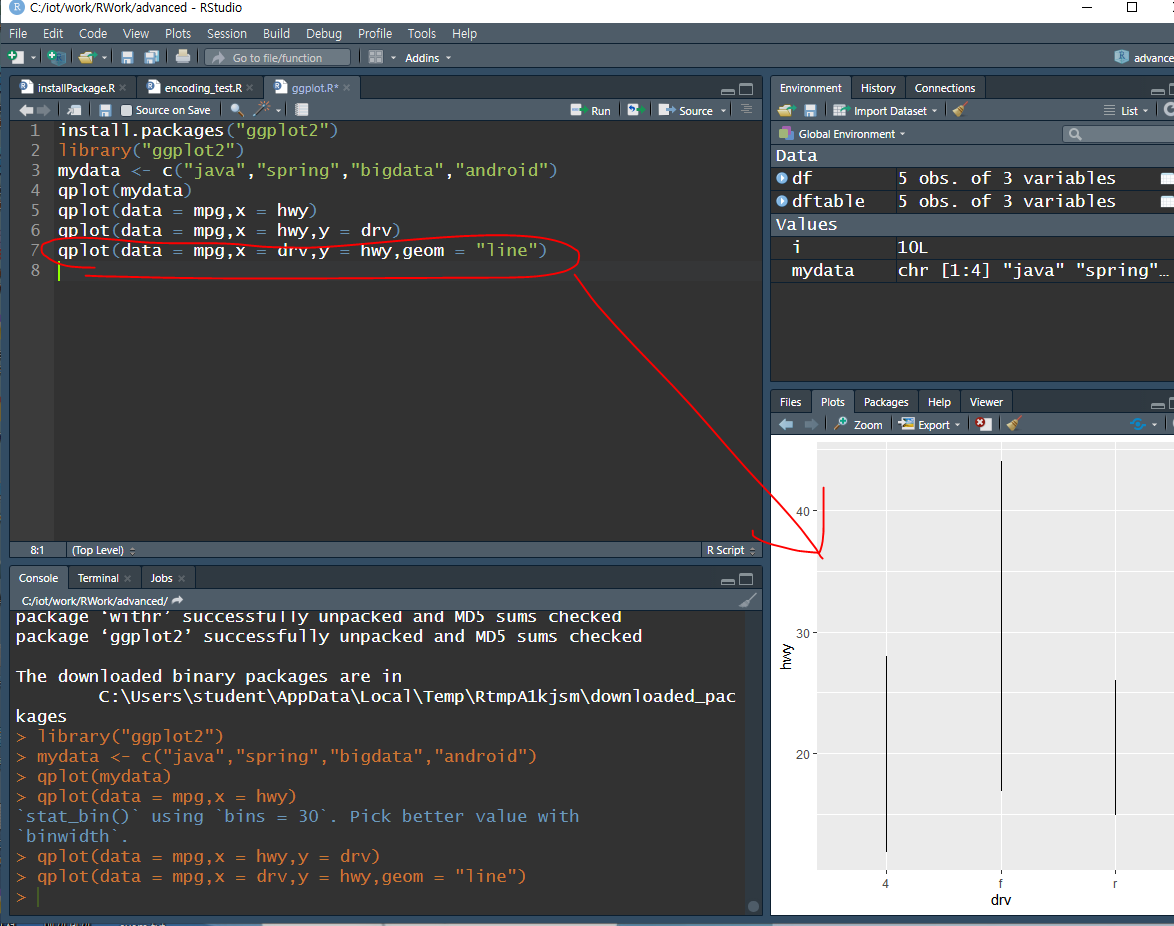 C:/iot/work/RWork/advanced - RStudio
File Edit Code View Plots Session Build Debug Profile Tools Help
Go to file/function Addins advance
installPackage.R encoding_test.R ggplot.R*
Source on Save Run Source
1 install.packages("ggplot2")
2 library("ggplot2")
3 mydata <- c("java","spring","bigdata","android")
4 qplot(mydata)
5 qplot(data = mpg,x = hwy)
6 qplot(data = mpg,x = hwy,y = drv)
7 qplot(data = mpg,x = drv,y = hwy,geom = "line")
8
8:1 (Top Level) R Script
Console Terminal Jobs
C:/iot/work/RWork/advanced/
package ‘withr’ successfully unpacked and MD5 sums checked
package ‘ggplot2’ successfully unpacked and MD5 sums checked
The downloaded binary packages are in
C:\Users\student\AppData\Local\Temp\RtmpA1kjsm\downloaded_pac
kages
> library("ggplot2")
> mydata <- c("java","spring","bigdata","android")
> qplot(mydata)
> qplot(data = mpg,x = hwy)
`stat_bin()` using `bins = 30`. Pick better value with
`binwidth`.
> qplot(data = mpg,x = hwy,y = drv)
> qplot(data = mpg,x = drv,y = hwy,geom = "line")
>
Environment History Connections
Import Dataset List
Global Environment
Data
df 5 obs. of 3 variables
dftable 5 obs. of 3 variables
Values
i 10L
mydata chr [1:4] "java" "spring"…
Files Plots Packages Help Viewer
Zoom Export
40
30
20
hwy
4 f r
drv